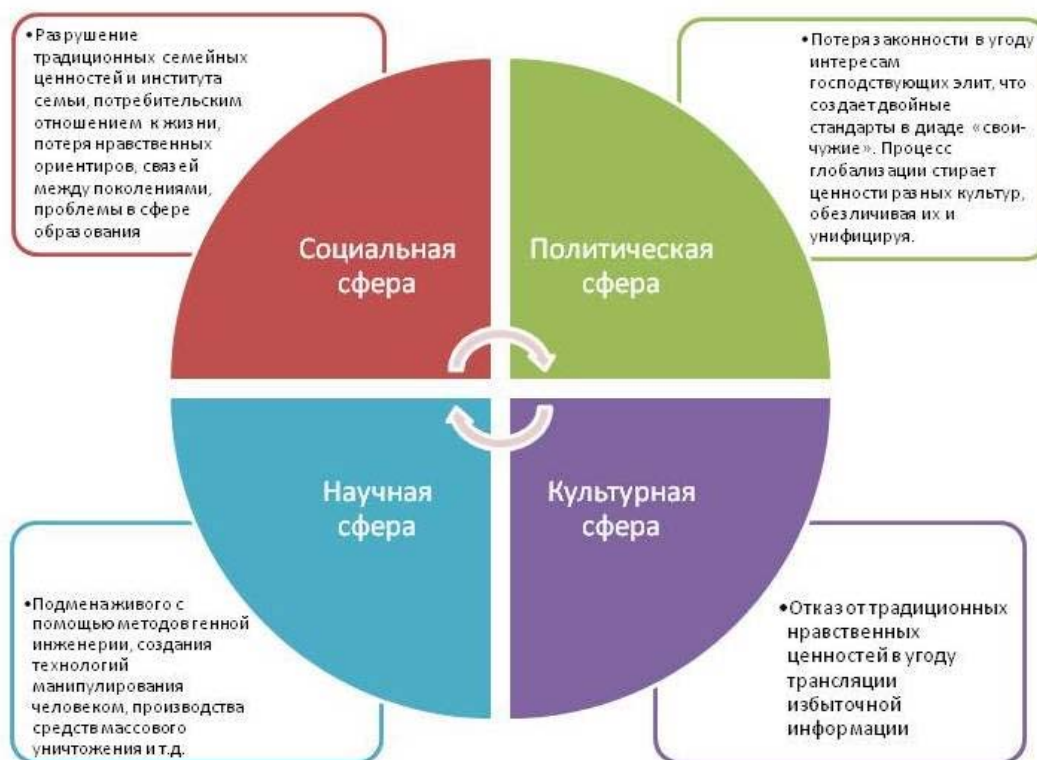 •Разрушение
традиционных семейных
ценностей и института
семьи, потребительским
отношением к жизни,
потеря нравственных
ориентиров, связей
между поколениями,
проблемы в сфере
образования
•Потеря законности в угоду
интересам
господствующих элит, что
создает двойные
стандарты в диаде «свои-
чужие». Процесс
глобализации стирает
ценности разных культур,
обезличивая их и
унифицируя.
Социальная
сфера
Политическая
сфера
Научная
сфера
Культурная
сфера
•Подмена живого с
помощью методов генной
инженерии, создания
технологий
манипулирования
человеком, производства
средств массового
уничтожения и т.д.
•Отказ от традиционных
нравственных
ценностей в угоду
трансляции
избыточной
информации